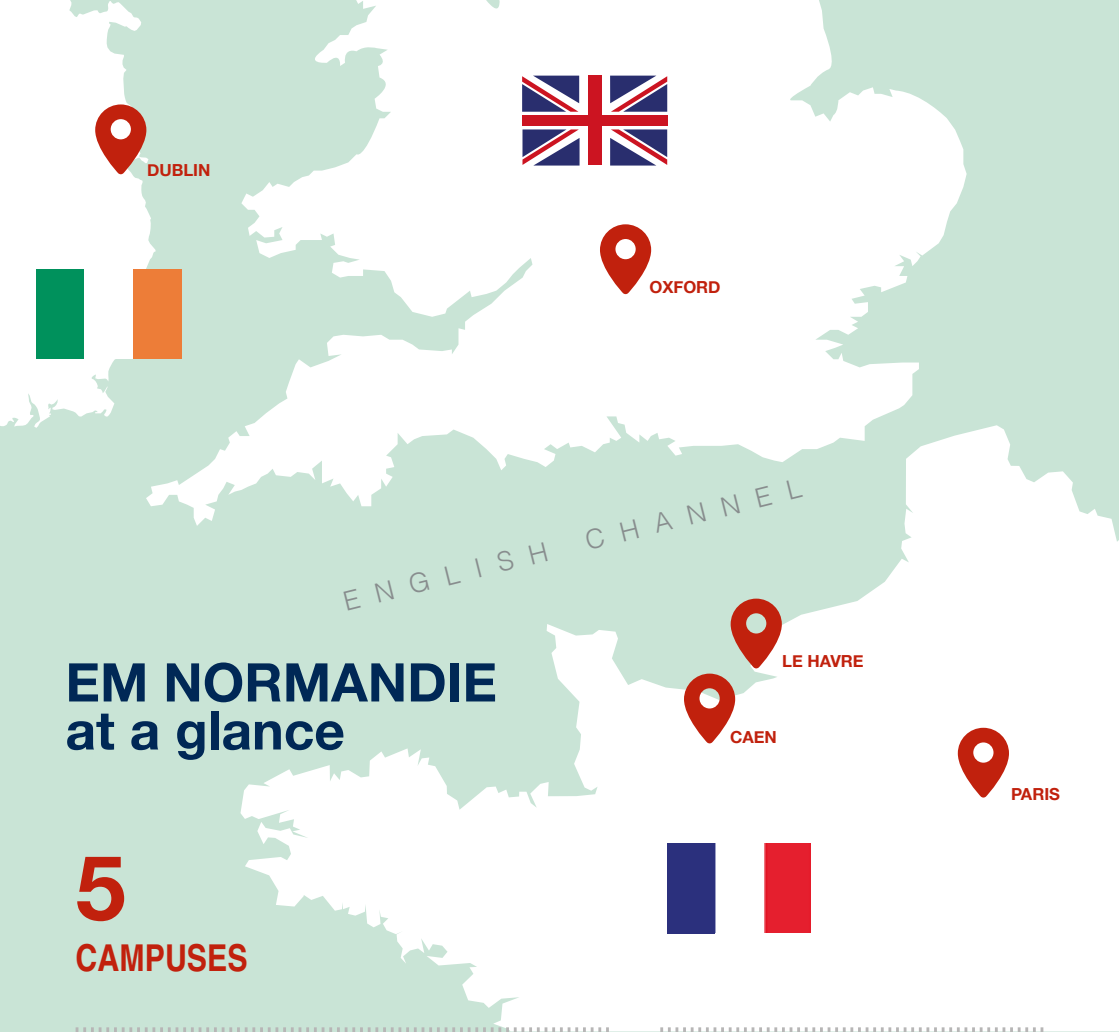 DUBLIN
OXFORD
ENGLISH CHANNEL
LE HAVRE
EM NORMANDIE
at a glance
CAEN
PARIS
5
CAMPUSES